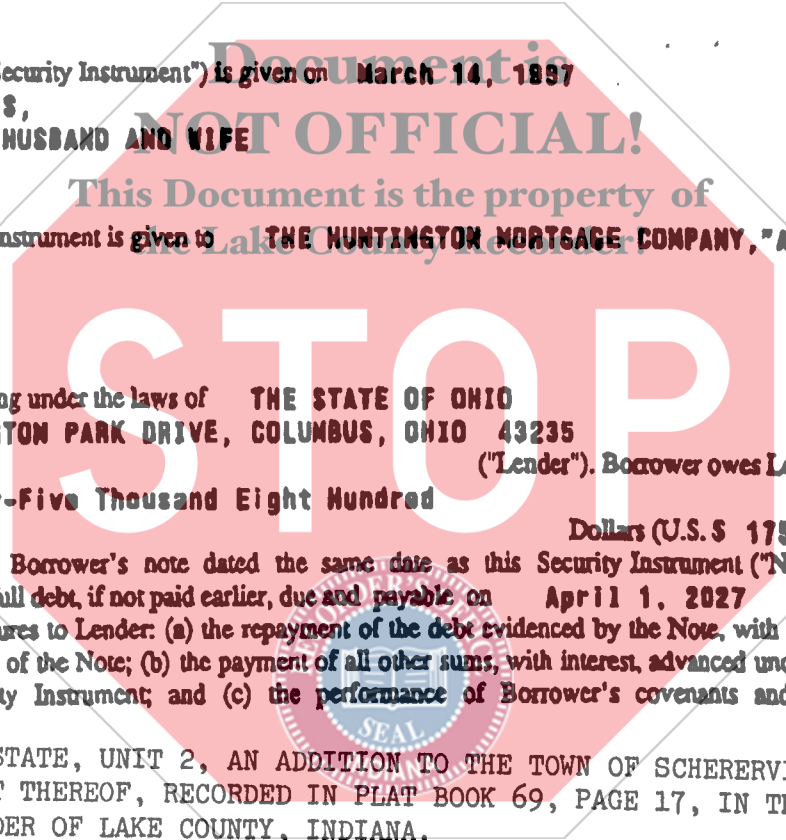 Document is
ecurity Instrument") is given on March 14, 1997
S,
NOT OFFICIAL!
HUSBAND AND WIFE
This Document is the property of
nstrument is given to THE HUNTINGTON MORTGAGE COMPANY, "A
the Lake County Recorder!
STOP
ng under the laws of THE STATE OF OHIO
TON PARK DRIVE, COLUMBUS, OHIO 43235
("Lender"). Borrower owes Le
-Five Thousand Eight Hundred
Dollars (U.S. $ 175
Borrower's note dated the same date as this Security Instrument ("N
ull debt, if not paid earlier, due and payable on April 1, 2027
ures to Lender: (a) the repayment of the debt evidenced by the Note, with
of the Note; (b) the payment of all other sums, with interest, advanced und
ty Instrument; and (c) the performance of Borrower's covenants and
SEAL
INDIANA
STATE, UNIT 2, AN ADDITION TO THE TOWN OF SCHERERVI
T THEREOF, RECORDED IN PLAT BOOK 69, PAGE 17, IN TH
DER OF LAKE COUNTY, INDIANA.